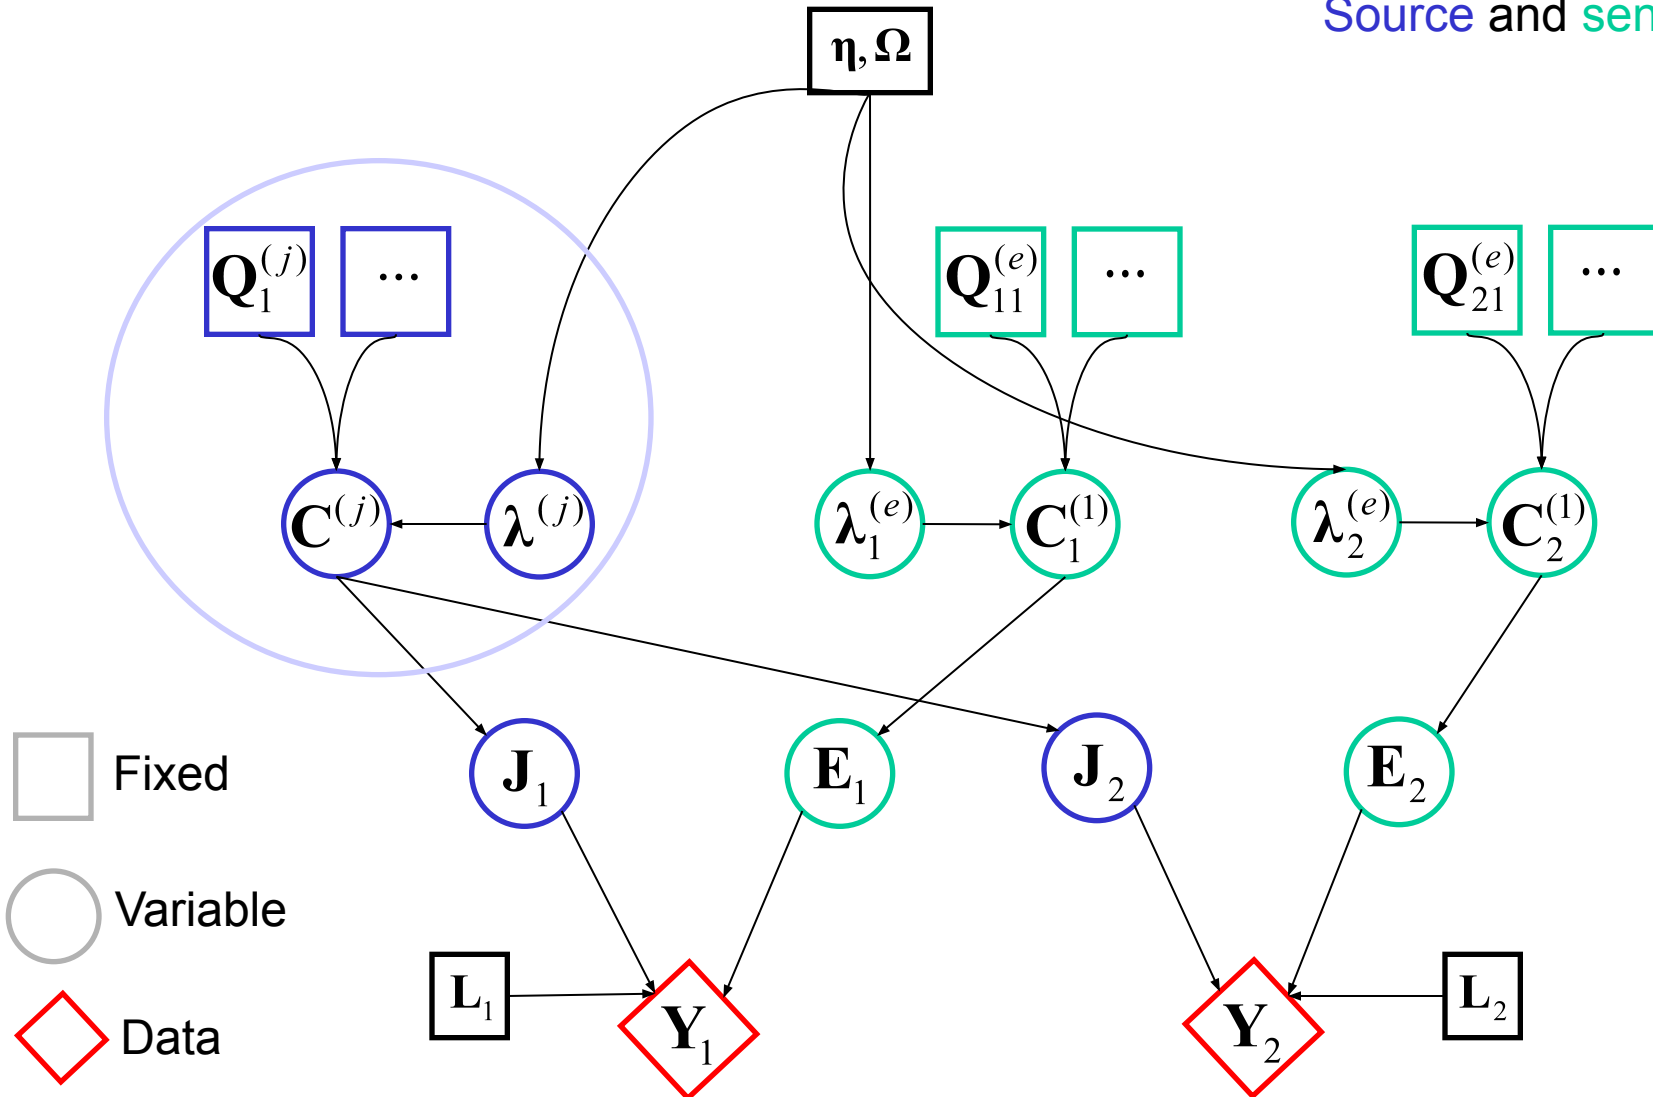 Source and sen
η, Ω
Q₁⁽ʲ⁾ ...
Q₁₁⁽ᵉ⁾ ...
Q₂₁⁽ᵉ⁾ ...
C⁽ʲ⁾ λ⁽ʲ⁾
λ₁⁽ᵉ⁾ C₁⁽¹⁾
λ₂⁽ᵉ⁾ C₂⁽¹⁾
J₁ E₁ J₂ E₂
Fixed
Variable
L₁ Y₁ Y₂ L₂
Data